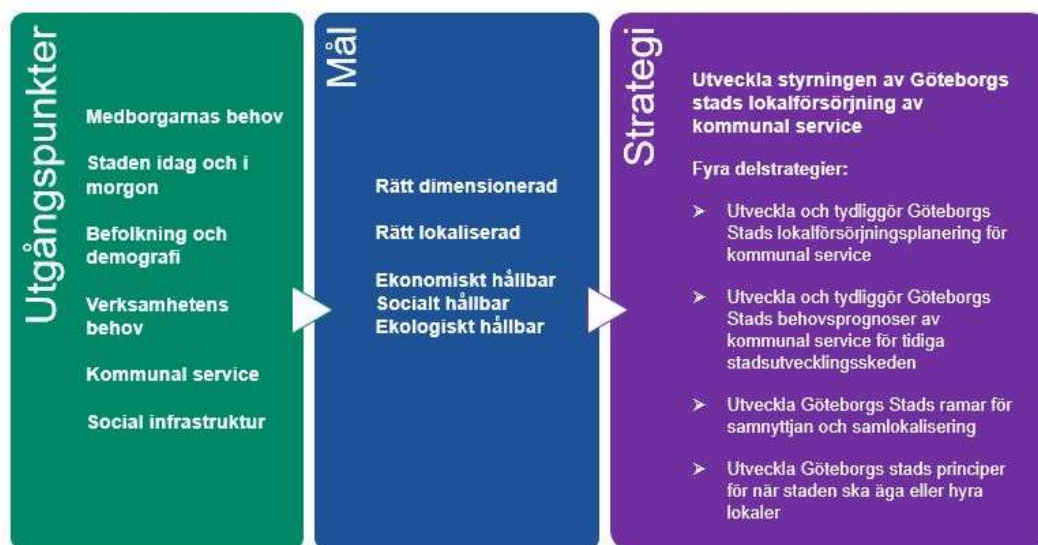 Utgångspunkter
Medborgarnas behov
Staden idag och i
morgon
Befolkning och
demografi
Verksamhetens
behov
Kommunal service
Social infrastruktur
Mål
Rätt dimensionerad
Rätt lokaliserad
Ekonomiskt hållbar
Socialt hållbar
Ekologiskt hållbar
Strategi
Utveckla styrningen av Göteborgs
stads lokalförsörjning av
kommunal service
Fyra delstrategier:
➢ Utveckla och tydliggör Göteborgs
Stads lokalförsörjningsplanering för
kommunal service
➢ Utveckla och tydliggör Göteborgs
Stads behovsprognoser av
kommunal service för tidiga
stadsutvecklingsskeden
➢ Utveckla Göteborgs Stads ramar för
samnyttjan och samlokalisering
➢ Utveckla Göteborgs stads principer
för när staden ska äga eller hyra
lokaler